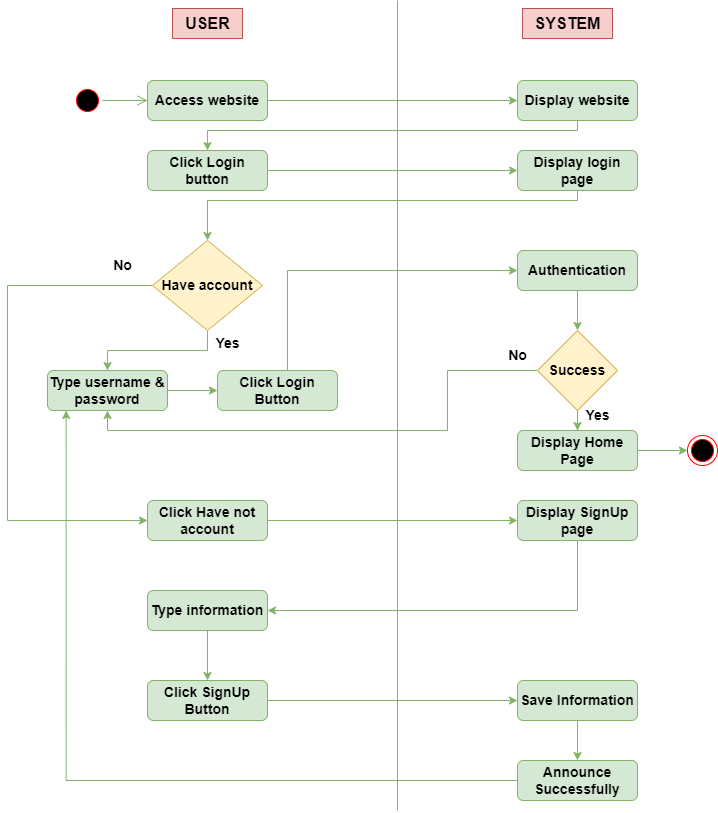 USER
SYSTEM
Access website
Display website
Click Login
button
Display login
page
No
Have account
Authentication
Yes
No
Success
Type username &
password
Click Login
Button
Yes
Display Home
Page
Click Have not
account
Display SignUp
page
Type information
Click SignUp
Button
Save Information
Announce
Successfully